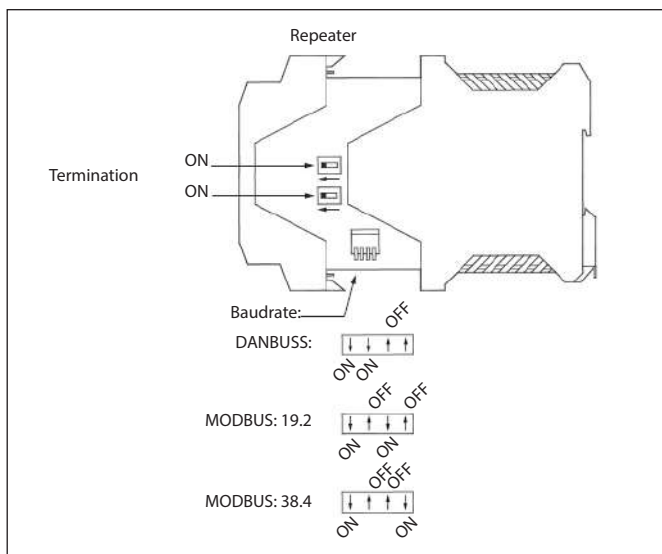 Repeater
ON
Termination
ON
Baudrate:
OFF
DANBUSS:
ON ON
OFF OFF
MODBUS: 19.2
ON ON
OFF OFF
MODBUS: 38.4
ON ON